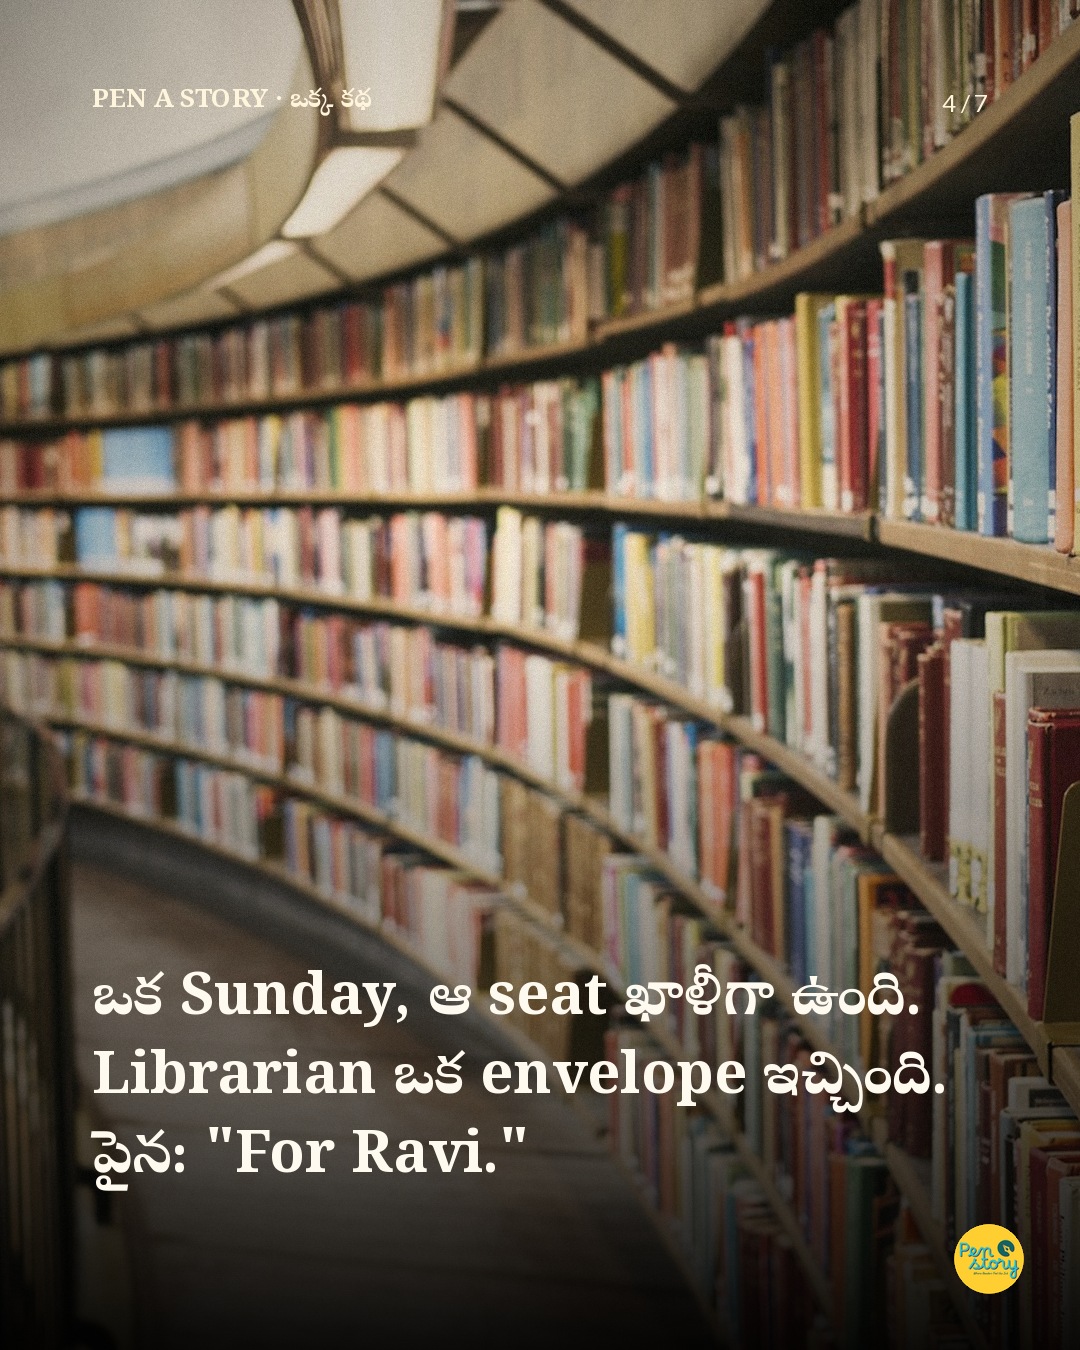 PEN A STORY · ఒక్క కథ
4/7
ఒక Sunday, ఆ seat ఖాళీగా ఉంది.
Librarian ఒక envelope ఇచ్చింది.
పైన: "For Ravi."
Pen
story